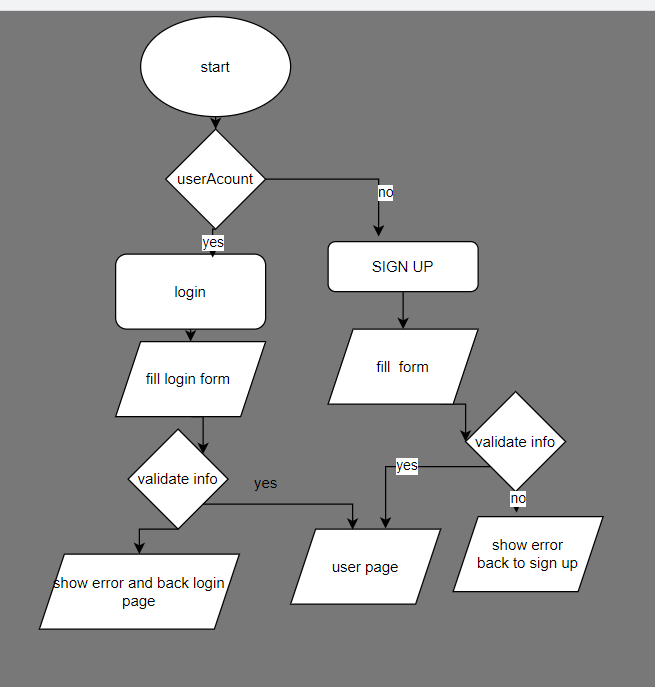 start
userAcount
no
yes
SIGN UP
login
fill form
fill login form
validate info
yes
validate info
yes
no
show error
back to sign up
user page
show error and back login
page